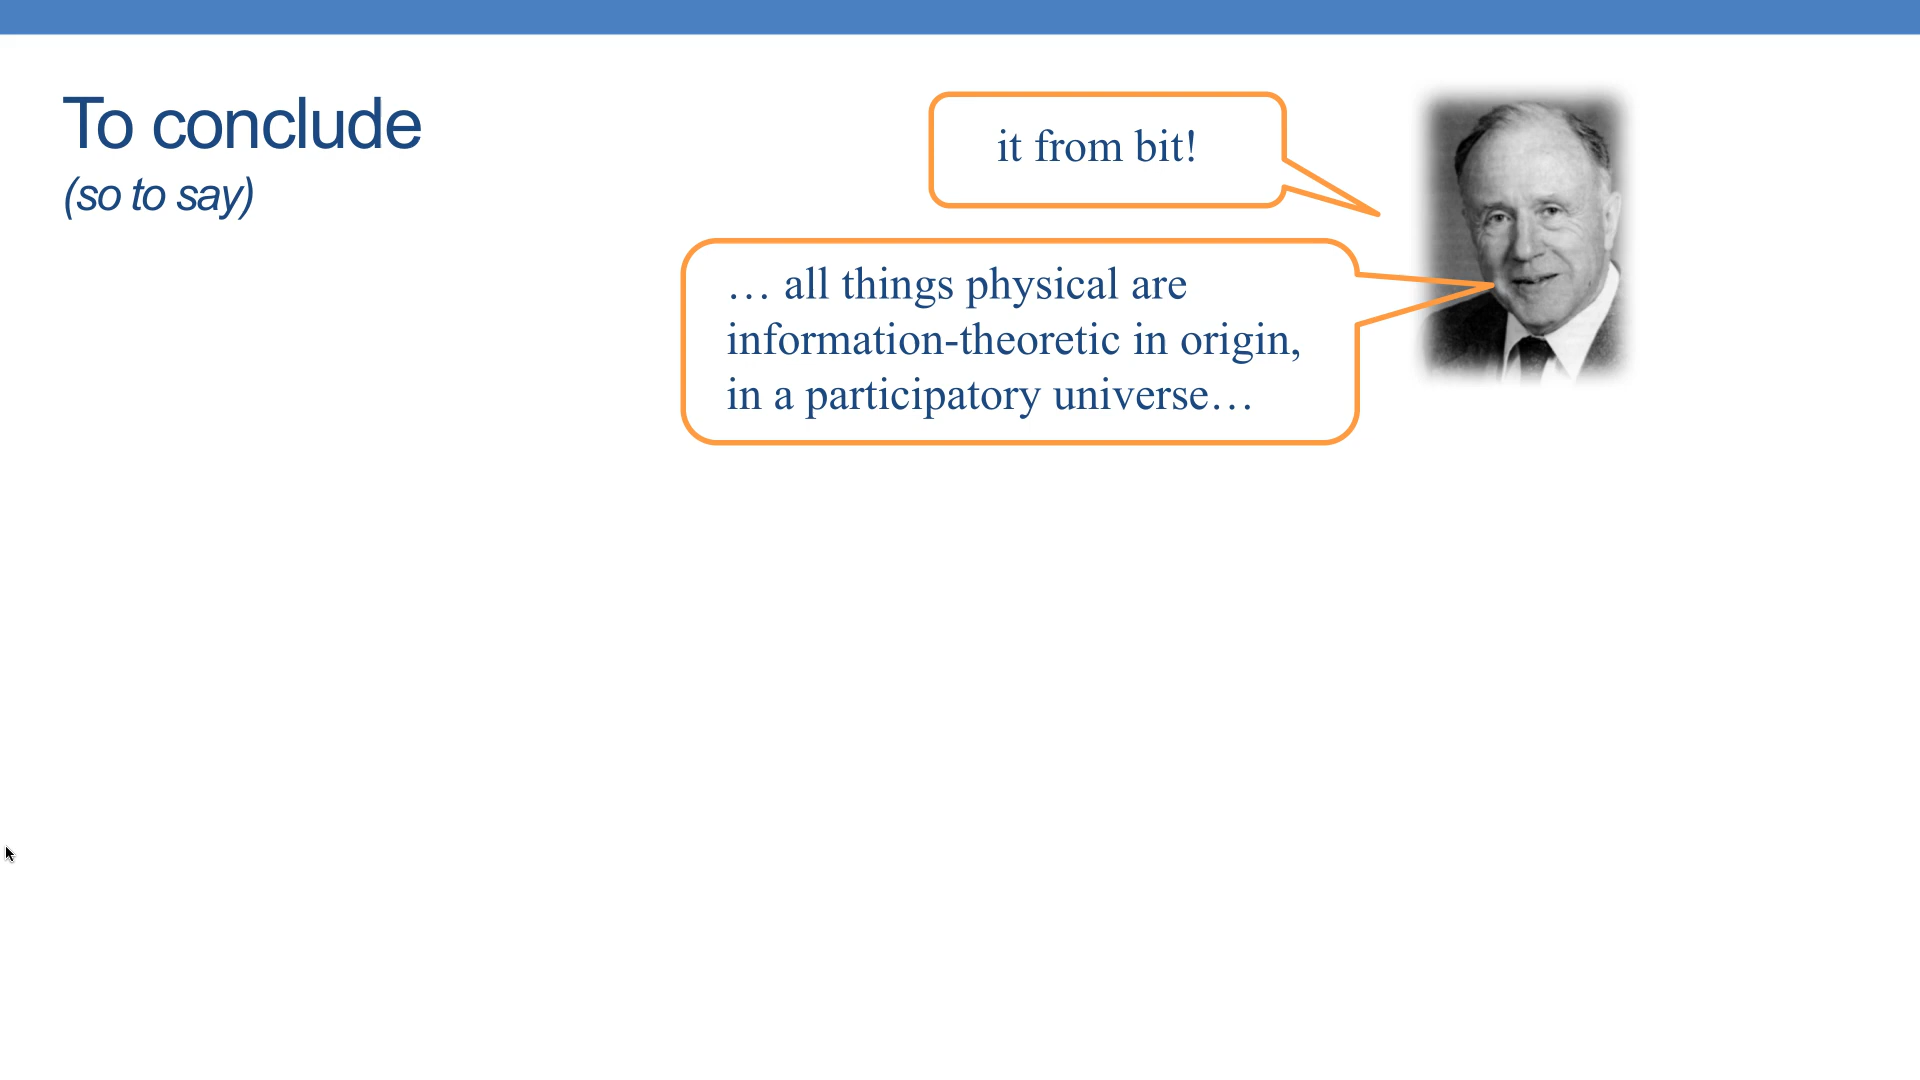 To conclude
(so to say)
it from bit!
… all things physical are
information-theoretic in origin,
in a participatory universe…